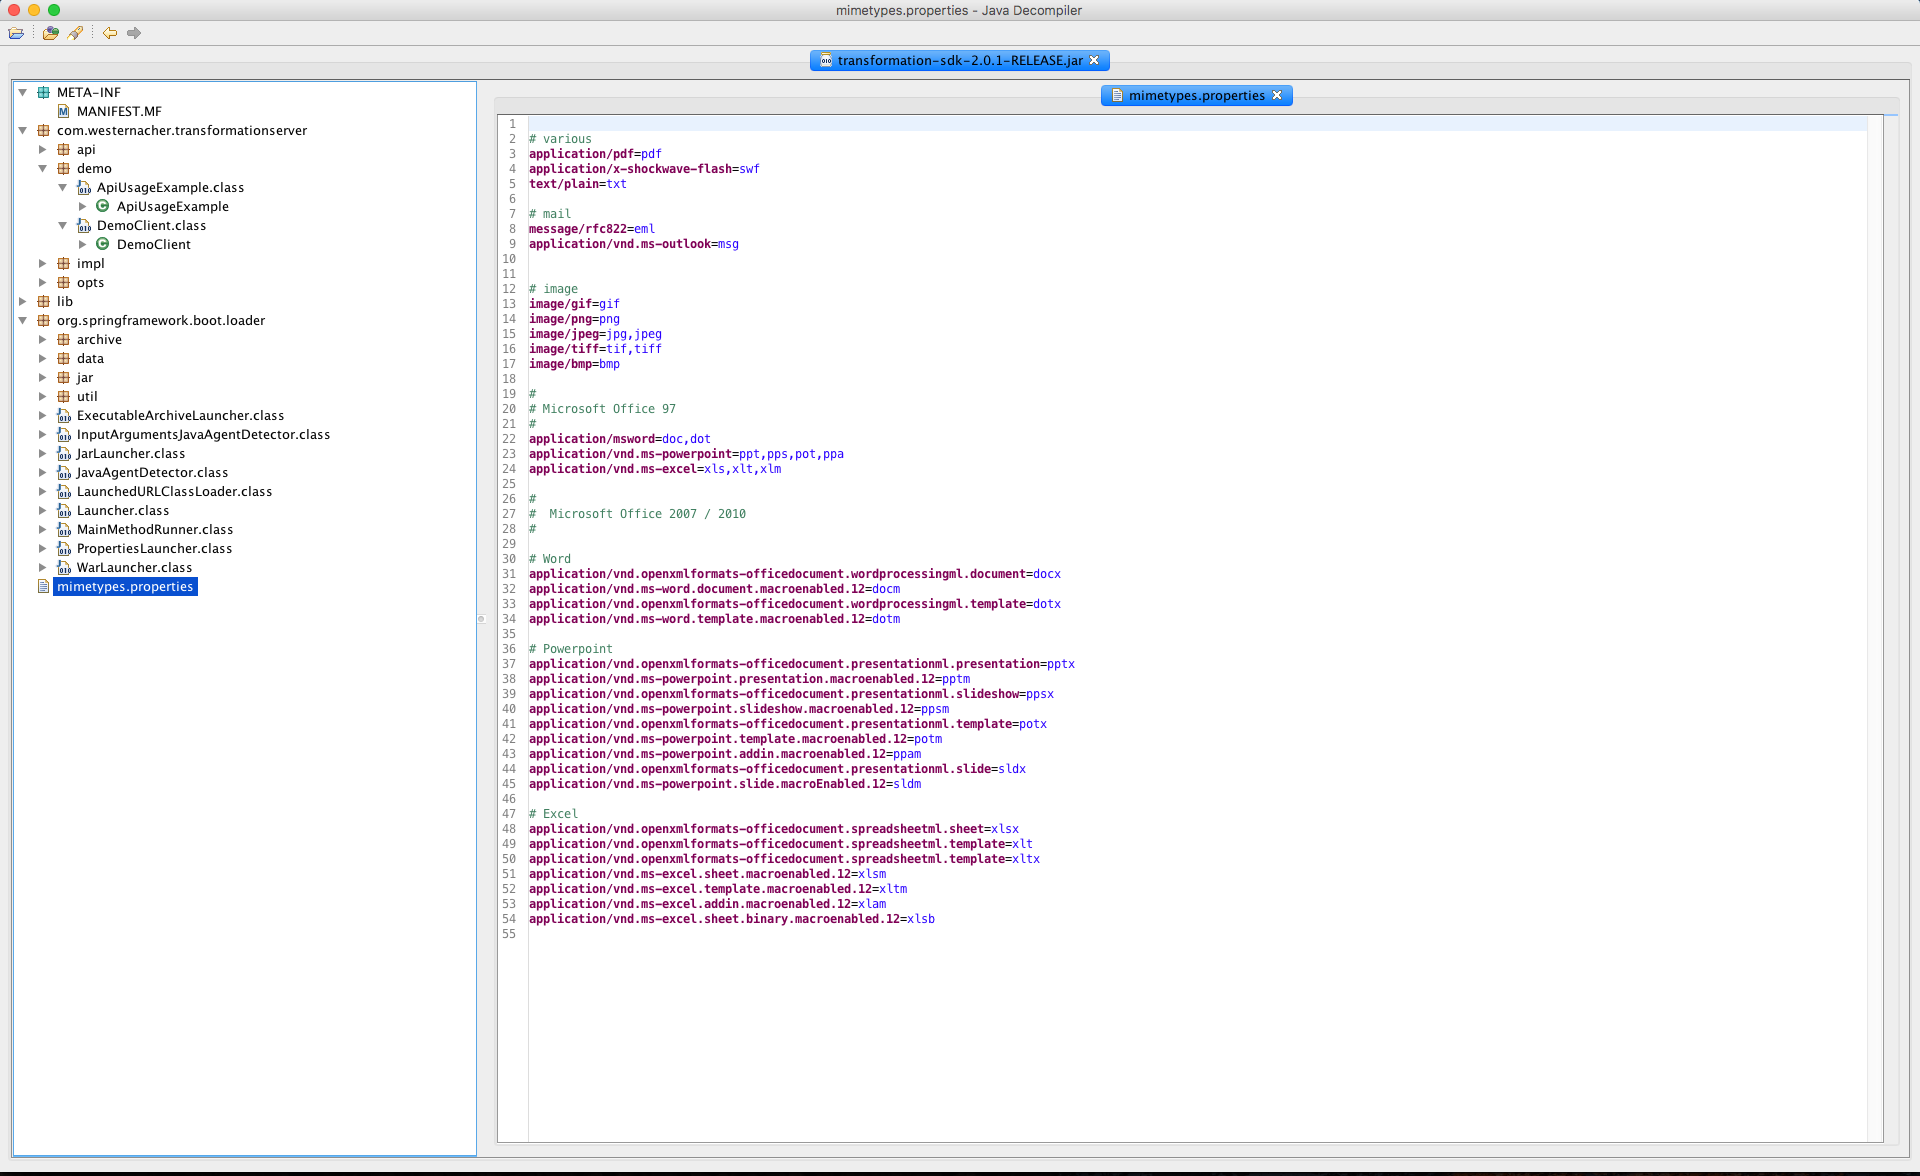 mimetypes.properties - Java Decompiler
transformation-sdk-2.0.1-RELEASE.jar
META-INF
MANIFEST.MF
com.westernacher.transformationserver
api
demo
ApiUsageExample.class
ApiUsageExample
DemoClient.class
DemoClient
impl
opts
lib
org.springframework.boot.loader
archive
data
jar
util
ExecutableArchiveLauncher.class
InputArgumentsJavaAgentDetector.class
JarLauncher.class
JavaAgentDetector.class
LaunchedURLClassLoader.class
Launcher.class
MainMethodRunner.class
PropertiesLauncher.class
WarLauncher.class
mimetypes.properties
mimetypes.properties
1
2 # various
3 application/pdf=pdf
4 application/x-shockwave-flash=swf
5 text/plain=txt
6
7 # mail
8 message/rfc822=eml
9 application/vnd.ms-outlook=msg
10
11
12 # image
13 image/gif=gif
14 image/png=png
15 image/jpeg=jpg,jpeg
16 image/tiff=tif,tiff
17 image/bmp=bmp
18
19 #
20 # Microsoft Office 97
21 #
22 application/msword=doc,dot
23 application/vnd.ms-powerpoint=ppt,pps,pot,ppa
24 application/vnd.ms-excel=xls,xlt,xlm
25
26 #
27 #  Microsoft Office 2007 / 2010
28 #
29
30 # Word
31 application/vnd.openxmlformats-officedocument.wordprocessingml.document=docx
32 application/vnd.ms-word.document.macroenabled.12=docm
33 application/vnd.openxmlformats-officedocument.wordprocessingml.template=dotx
34 application/vnd.ms-word.template.macroenabled.12=dotm
35
36 # Powerpoint
37 application/vnd.openxmlformats-officedocument.presentationml.presentation=pptx
38 application/vnd.ms-powerpoint.presentation.macroenabled.12=pptm
39 application/vnd.openxmlformats-officedocument.presentationml.slideshow=ppsx
40 application/vnd.ms-powerpoint.slideshow.macroenabled.12=ppsm
41 application/vnd.openxmlformats-officedocument.presentationml.template=potx
42 application/vnd.ms-powerpoint.template.macroenabled.12=potm
43 application/vnd.ms-powerpoint.addin.macroenabled.12=ppam
44 application/vnd.openxmlformats-officedocument.presentationml.slide=sldx
45 application/vnd.ms-powerpoint.slide.macroEnabled.12=sldm
46
47 # Excel
48 application/vnd.openxmlformats-officedocument.spreadsheetml.sheet=xlsx
49 application/vnd.openxmlformats-officedocument.spreadsheetml.template=xlt
50 application/vnd.openxmlformats-officedocument.spreadsheetml.template=xltx
51 application/vnd.ms-excel.sheet.macroenabled.12=xlsm
52 application/vnd.ms-excel.template.macroenabled.12=xltm
53 application/vnd.ms-excel.addin.macroenabled.12=xlam
54 application/vnd.ms-excel.sheet.binary.macroenabled.12=xlsb
55